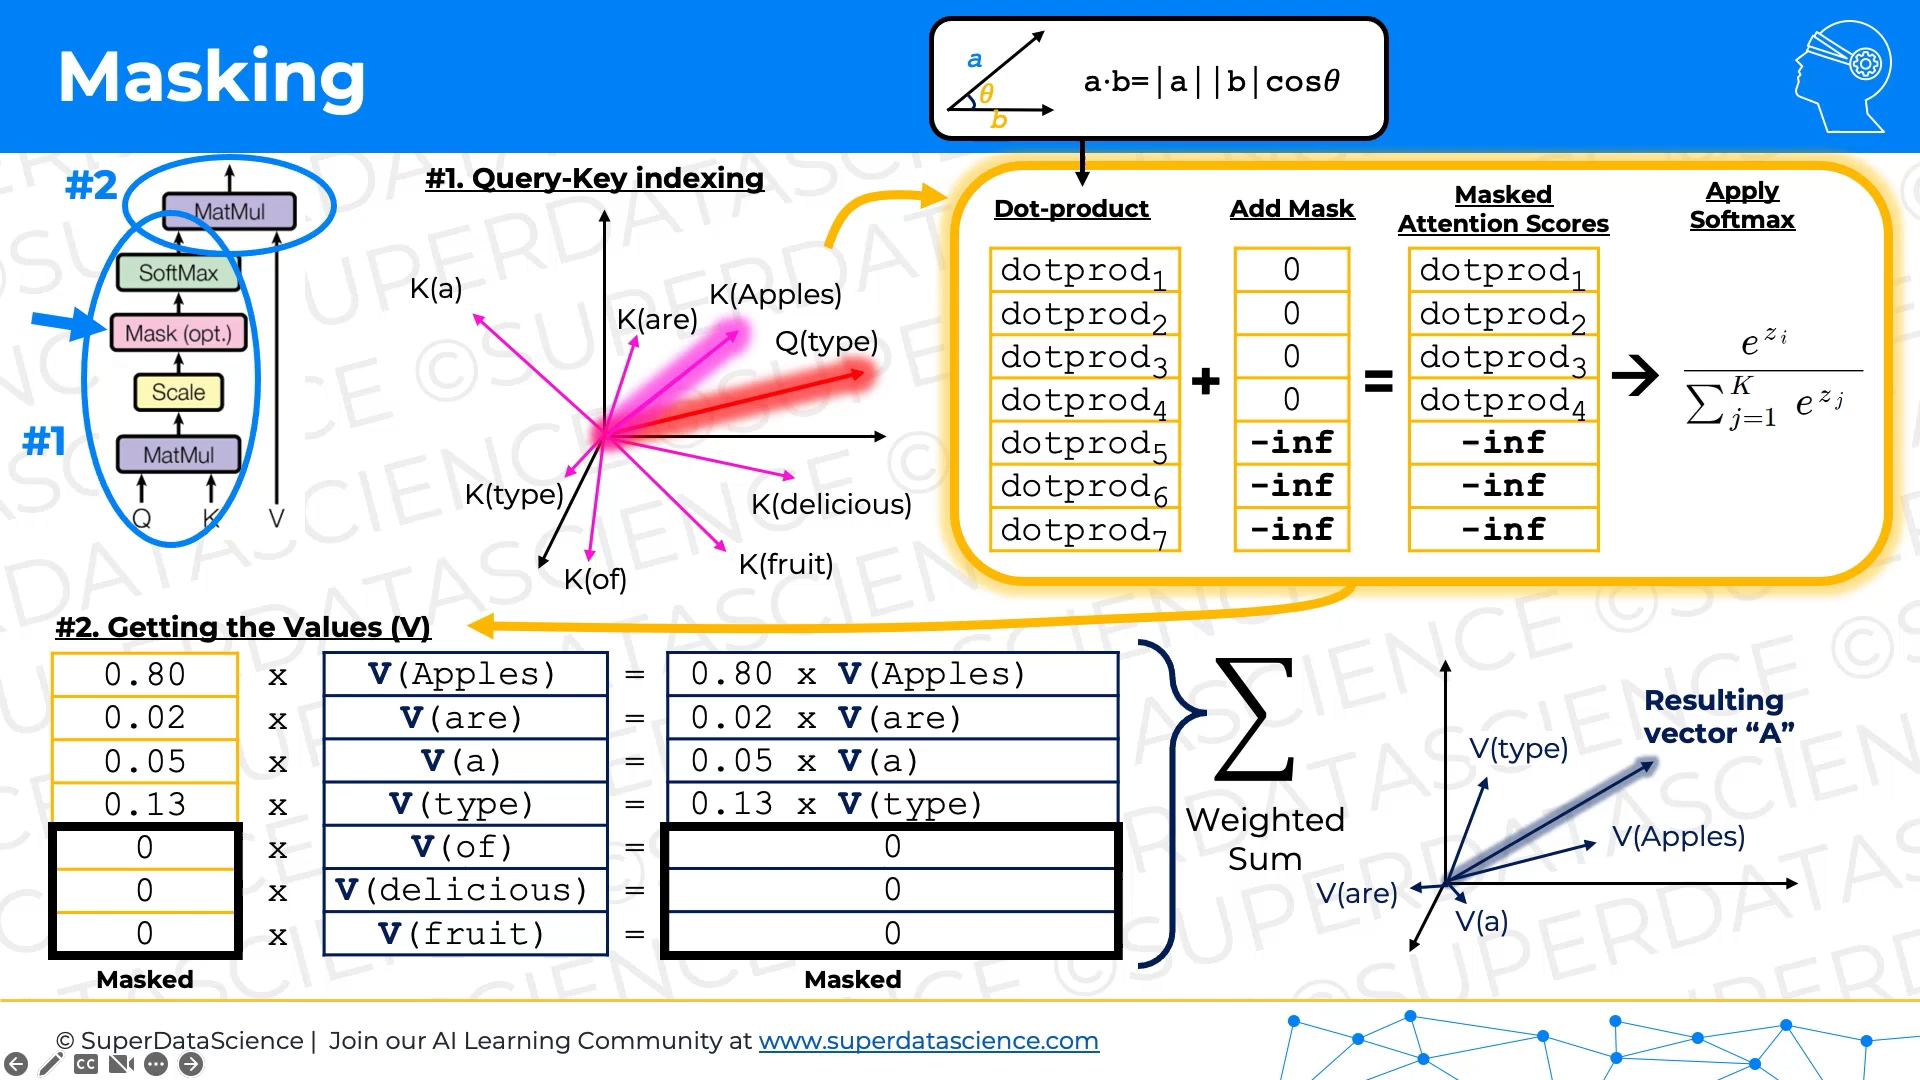 Masking
a
θ
b
a·b=|a||b|cosθ
#2
MatMul
SoftMax
Mask (opt.)
Scale
#1
MatMul
Q
K
V
#1. Query-Key indexing
K(a)
K(are)
K(Apples)
Q(type)
K(type)
K(of)
K(delicious)
K(fruit)
Dot-product
Add Mask
Masked
Attention Scores
Apply
Softmax
dotprod₁ 0 dotprod₁
dotprod₂ 0 dotprod₂
dotprod₃ 0 dotprod₃
+ = →
dotprod₄ 0 dotprod₄
dotprod₅ -inf -inf
dotprod₆ -inf -inf
dotprod₇ -inf -inf
e^{z_i}
∑_{j=1}^{K} e^{z_j}
#2. Getting the Values (V)
0.80 x V(Apples) = 0.80 x V(Apples)
0.02 x V(are) = 0.02 x V(are)
0.05 x V(a) = 0.05 x V(a)
0.13 x V(type) = 0.13 x V(type)
0 x V(of) = 0
0 x V(delicious) = 0
0 x V(fruit) = 0
Masked
Masked
∑
Weighted
Sum
Resulting
vector “A”
V(type)
V(Apples)
V(are)
V(a)
© SuperDataScience | Join our AI Learning Community at www.superdatascience.com
CC
©SUPERDATASCIENCE